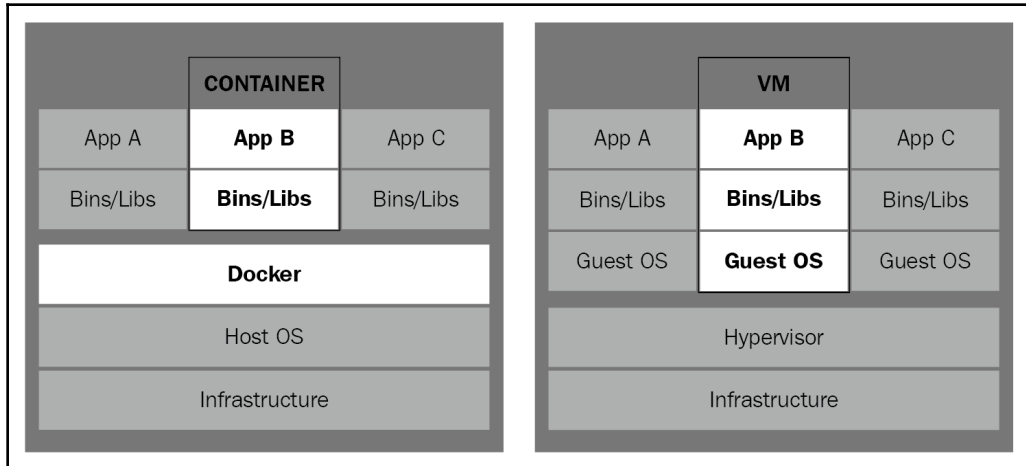 CONTAINER
App A
App B
App C
Bins/Libs
Bins/Libs
Bins/Libs
Docker
Host OS
Infrastructure
VM
App A
App B
App C
Bins/Libs
Bins/Libs
Bins/Libs
Guest OS
Guest OS
Guest OS
Hypervisor
Infrastructure